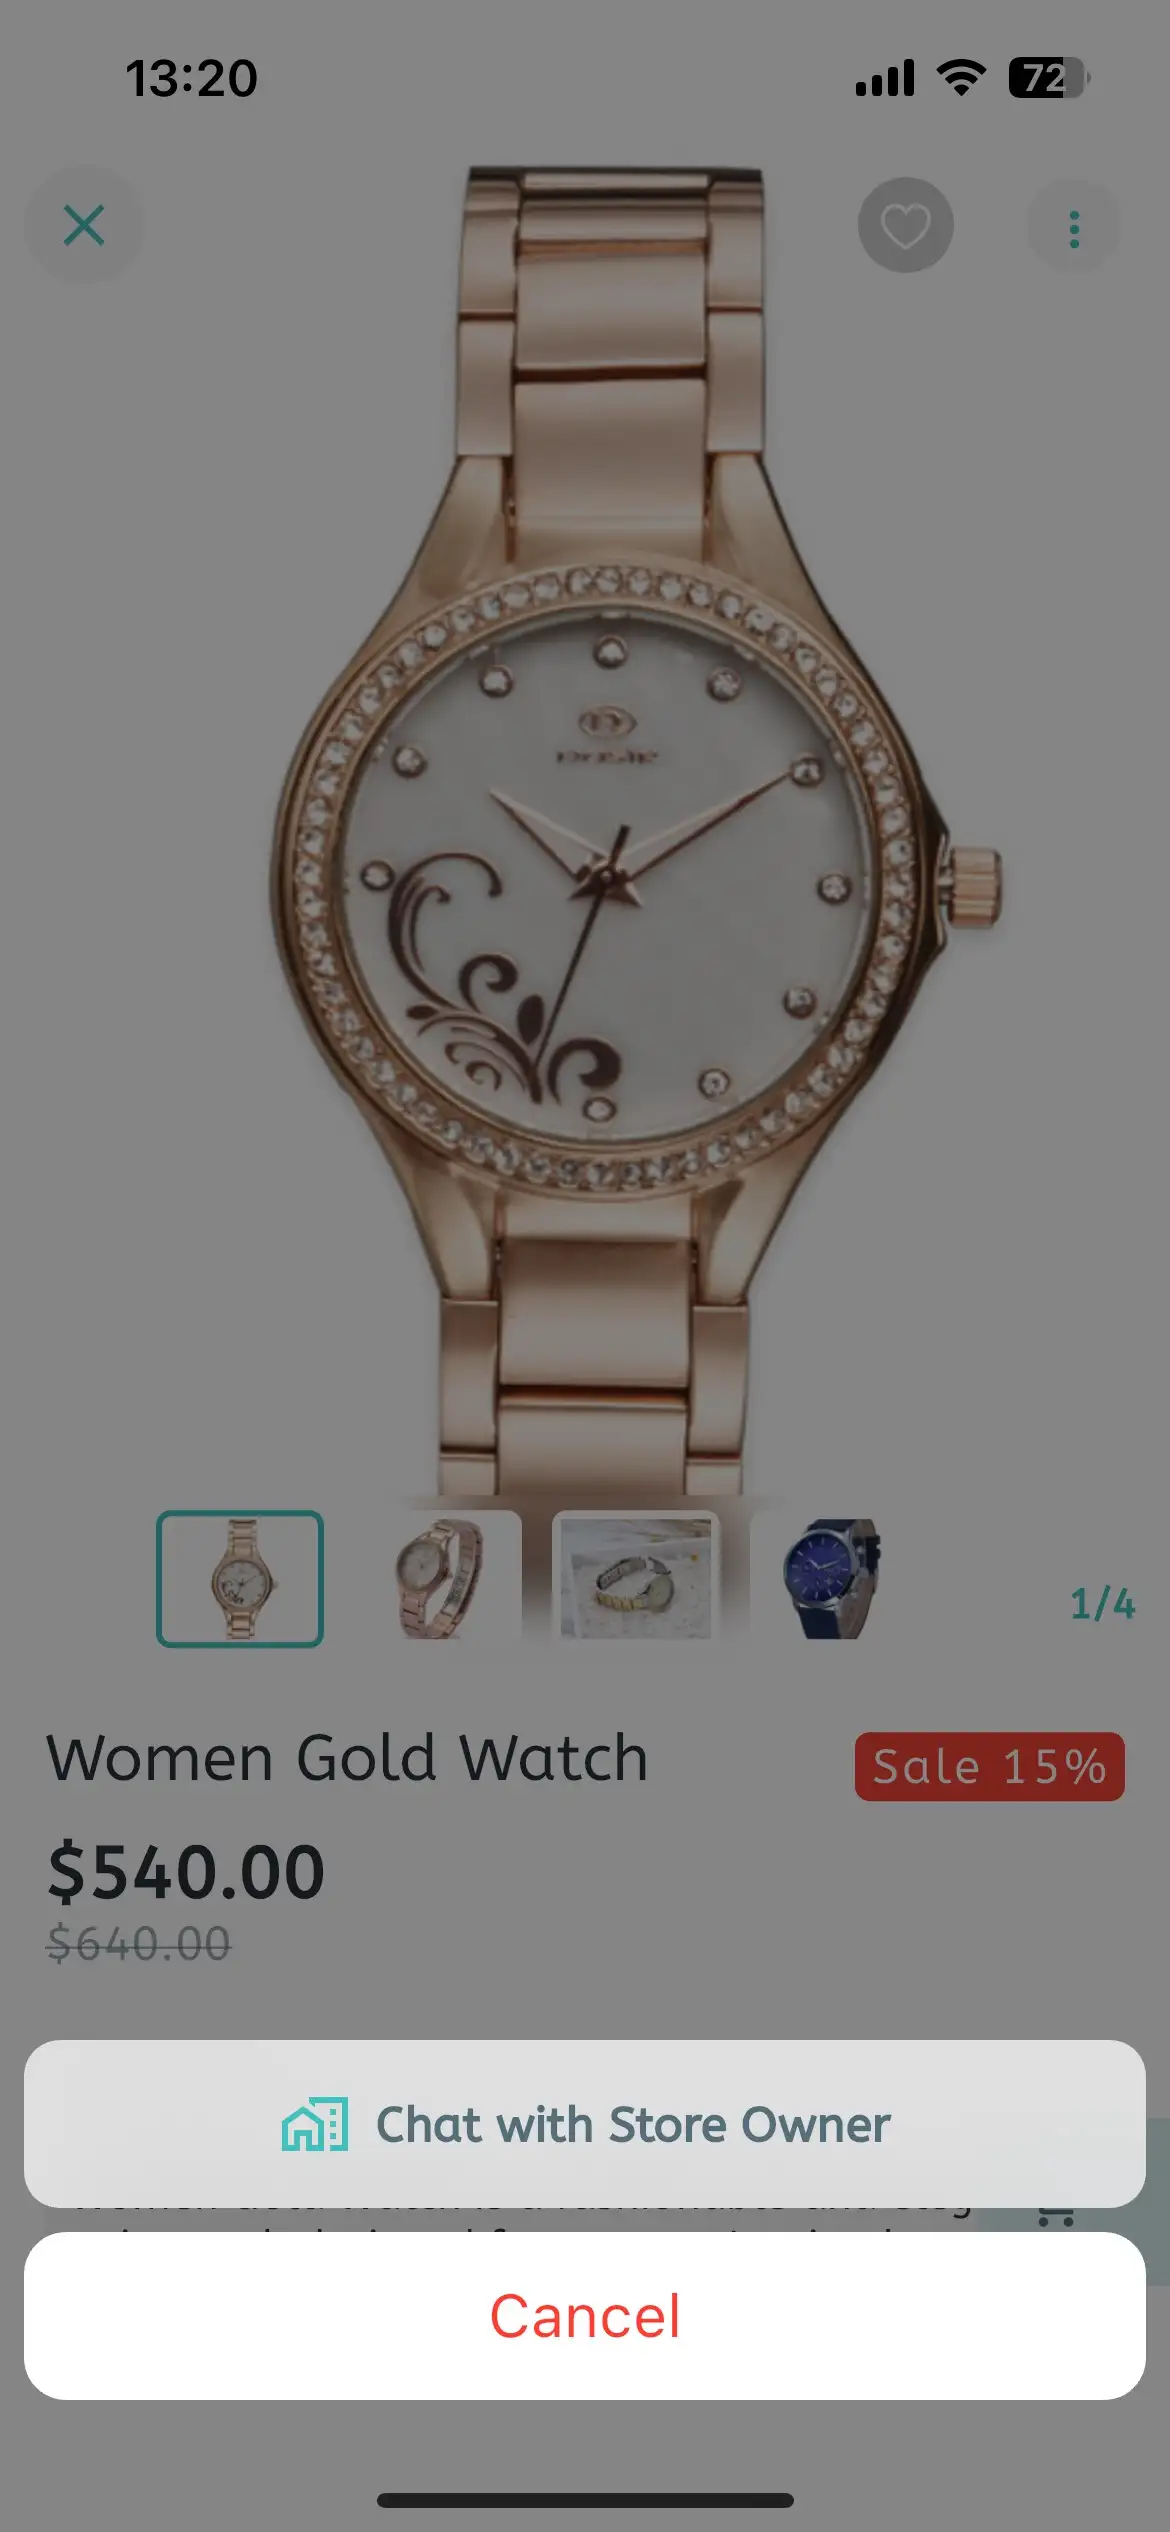 13:20
72
1/4
Women Gold Watch
Sale 15%
$540.00
$640.00
Chat with Store Owner
Cancel